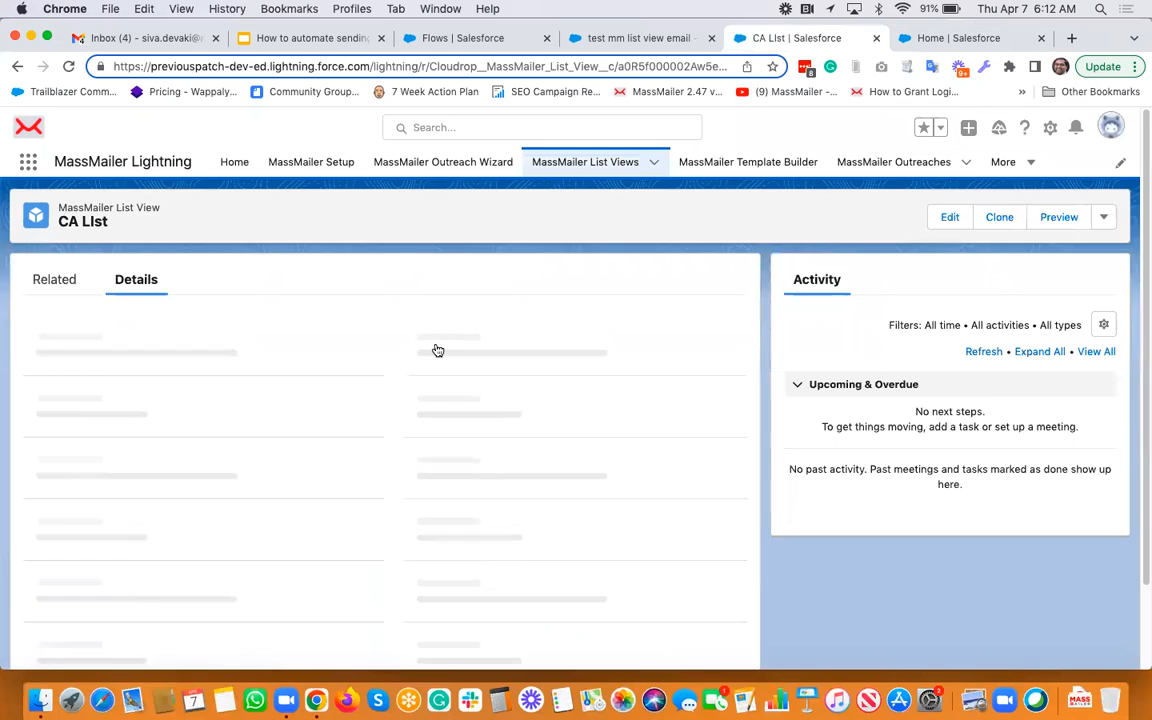 Chrome File Edit View History Bookmarks Profiles Tab Window Help 91% Thu Apr 7 6:12 AM
Inbox (4) – siva.devaki@ How to automate sending Flows | Salesforce test mm list view email CA LIst | Salesforce Home | Salesforce
https://previouspatch-dev-ed.lightning.force.com/lightning/r/Cloudrop__MassMailer_List_View__c/a0R5f000002Aw5e... Update
Trailblazer Comm... Pricing - Wappaly... Community Group... 7 Week Action Plan SEO Campaign Re... MassMailer 2.47 v... (9) MassMailer -... How to Grant Logi... » Other Bookmarks
Search...
MassMailer Lightning Home MassMailer Setup MassMailer Outreach Wizard MassMailer List Views MassMailer Template Builder MassMailer Outreaches More
MassMailer List View
CA LIst
Edit Clone Preview
Related Details
Activity
Filters: All time • All activities • All types
Refresh • Expand All • View All
Upcoming & Overdue
No next steps.
To get things moving, add a task or set up a meeting.
No past activity. Past meetings and tasks marked as done show up
here.